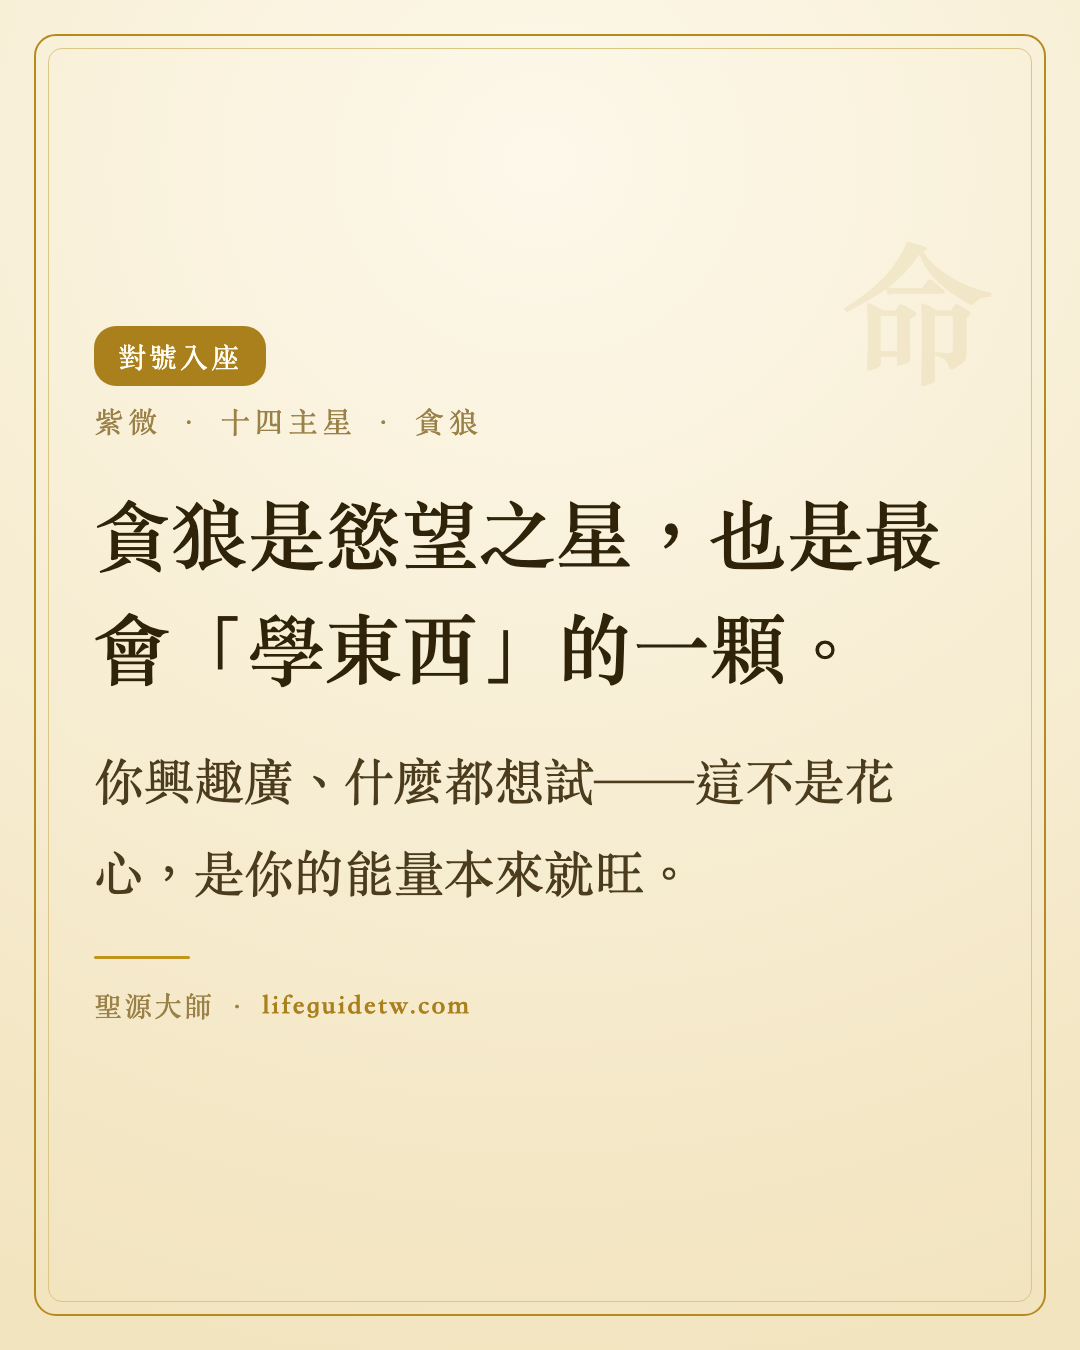 命
對號入座
紫微 · 十四主星 · 貪狼
貪狼是慾望之星，也是最
會「學東西」的一顆。
你興趣廣、什麼都想試——這不是花
心，是你的能量本來就旺。
聖源大師 · lifeguidetw.com